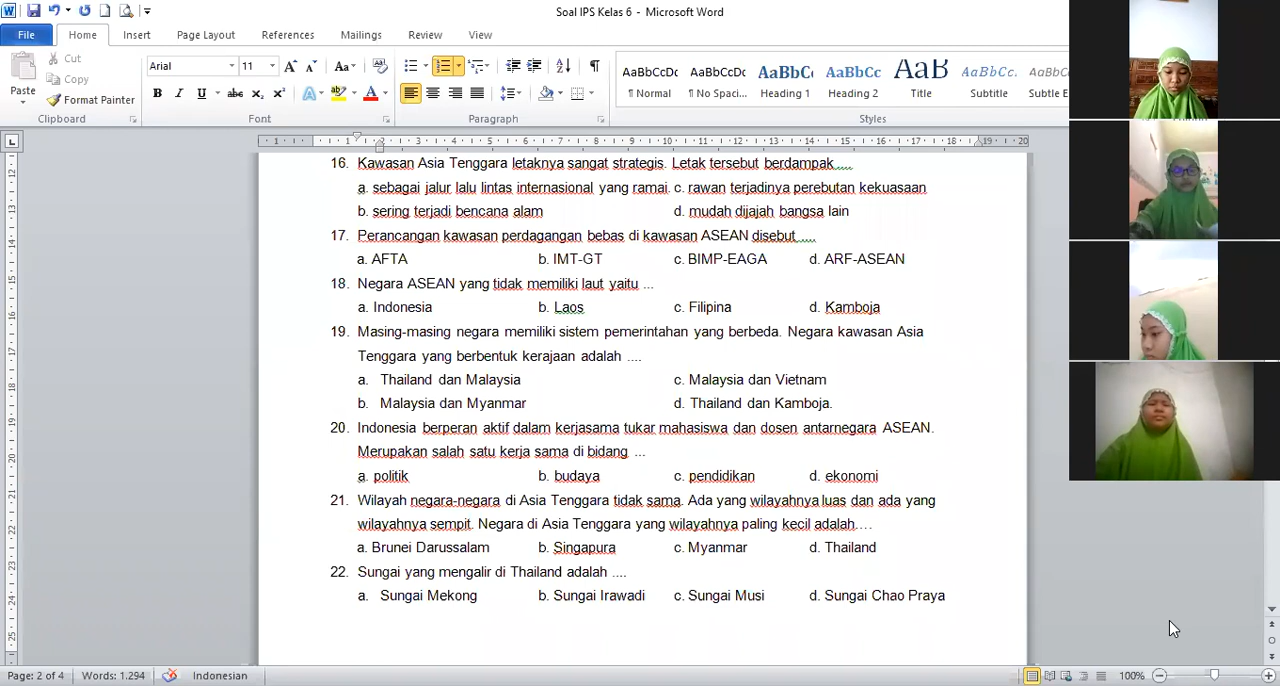 Soal IPS Kelas 6 - Microsoft Word
File Home Insert Page Layout References Mailings Review View
Cut
Copy
Format Painter
Paste
Arial 11
Clipboard Font Paragraph Styles
AaBbCcDc AaBbCcDc AaBbC AaBbCc AaB AaBbCc. AaBbCc
¶ Normal ¶ No Spaci... Heading 1 Heading 2 Title Subtitle Subtle E
16. Kawasan Asia Tenggara letaknya sangat strategis. Letak tersebut berdampak....
a. sebagai jalur lalu lintas internasional yang ramai. c. rawan terjadinya perebutan kekuasaan
b. sering terjadi bencana alam d. mudah dijajah bangsa lain
17. Perancangan kawasan perdagangan bebas di kawasan ASEAN disebut ....
a. AFTA b. IMT-GT c. BIMP-EAGA d. ARF-ASEAN
18. Negara ASEAN yang tidak memiliki laut yaitu ...
a. Indonesia b. Laos c. Filipina d. Kamboja
19. Masing-masing negara memiliki sistem pemerintahan yang berbeda. Negara kawasan Asia
Tenggara yang berbentuk kerajaan adalah ....
a. Thailand dan Malaysia c. Malaysia dan Vietnam
b. Malaysia dan Myanmar d. Thailand dan Kamboja.
20. Indonesia berperan aktif dalam kerjasama tukar mahasiswa dan dosen antarnegara ASEAN.
Merupakan salah satu kerja sama di bidang ...
a. politik b. budaya c. pendidikan d. ekonomi
21. Wilayah negara-negara di Asia Tenggara tidak sama. Ada yang wilayahnya luas dan ada yang
wilayahnya sempit. Negara di Asia Tenggara yang wilayahnya paling kecil adalah....
a. Brunei Darussalam b. Singapura c. Myanmar d. Thailand
22. Sungai yang mengalir di Thailand adalah ....
a. Sungai Mekong b. Sungai Irawadi c. Sungai Musi d. Sungai Chao Praya
Page: 2 of 4 Words: 1.294 Indonesian 100%